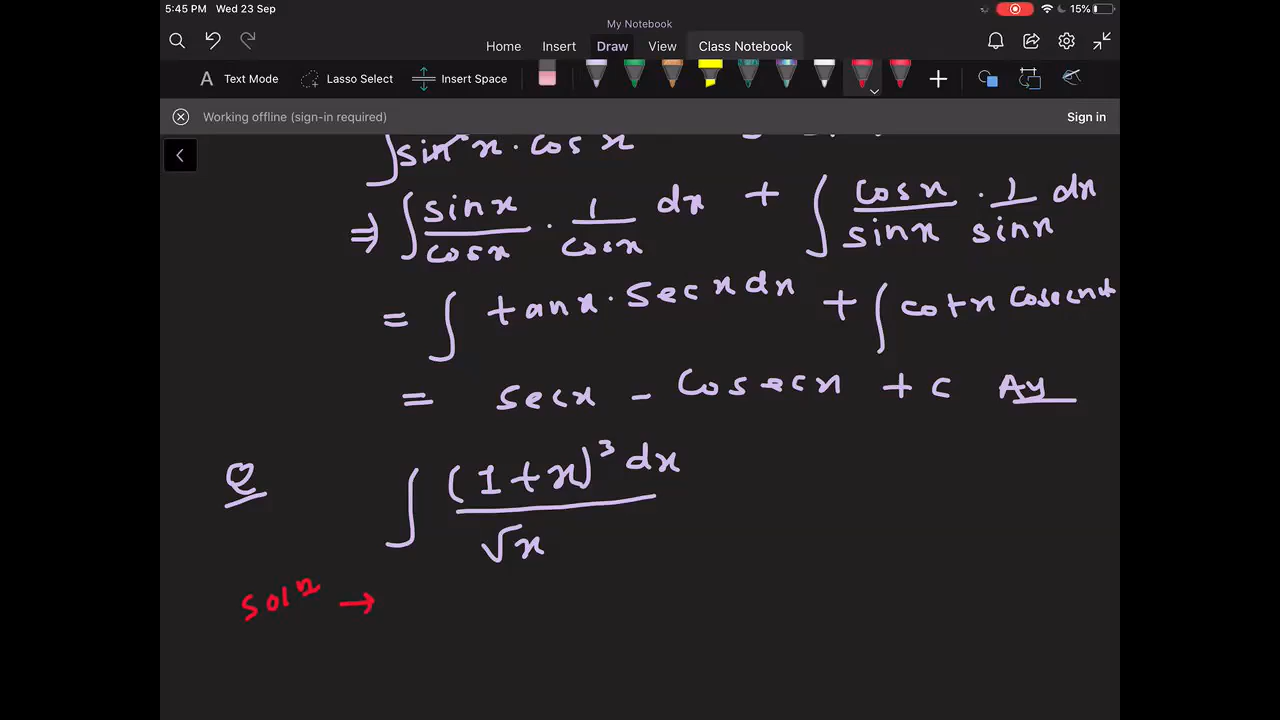 5:45 PM Wed 23 Sep
15%
My Notebook
Home Insert Draw View Class Notebook
Text Mode Lasso Select Insert Space
Working offline (sign-in required) Sign in
∫ sin²x · cosx
⇒ ∫ sinx/cosx · 1/cosx dx + ∫ cosx/sinx · 1/sinx dx
= ∫ tanx · secx dx + ∫ cotx cosecx
= secx - cosecx + c
Q ∫ (1+x)³ dx / √x
Solⁿ →